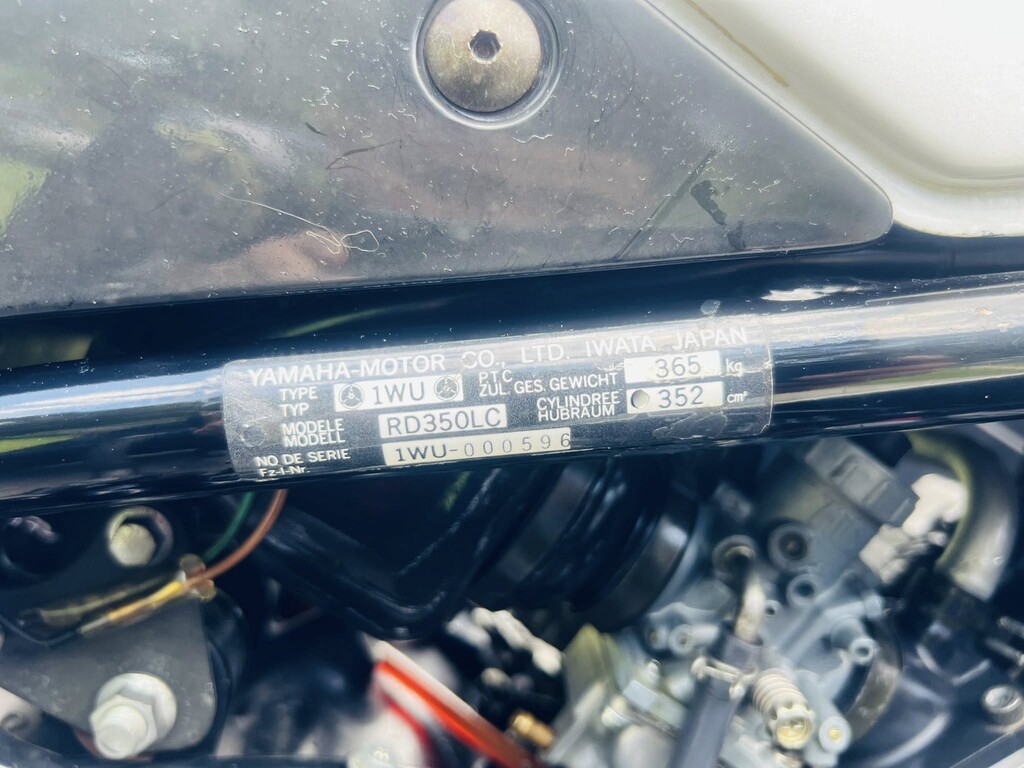 YAMAHA-MOTOR CO., LTD. IWATA, JAPAN
TYPE
TYP
1WU
P.T.C
ZUL. GES. GEWICHT
365 kg
MODELE
MODELL
RD350LC
CYLINDREE
HUBRAUM
352 cm³
NO DE SERIE
Fz-I-Nr.
1WU-000596